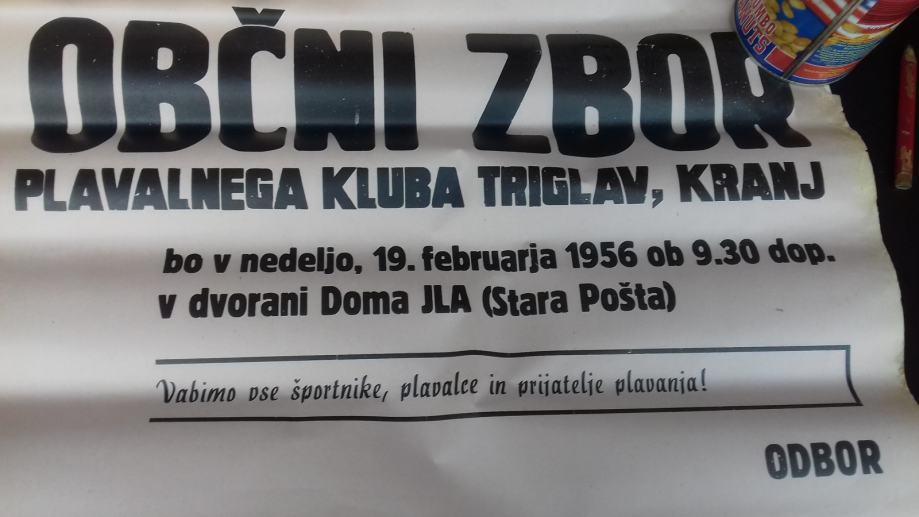 OBČNI ZBOR
PLAVALNEGA KLUBA TRIGLAV, KRANJ
bo v nedeljo, 19. februarja 1956 ob 9.30 dop.
v dvorani Doma JLA (Stara Pošta)
Vabimo vse športnike, plavalce in prijatelje plavanja!
ODBOR